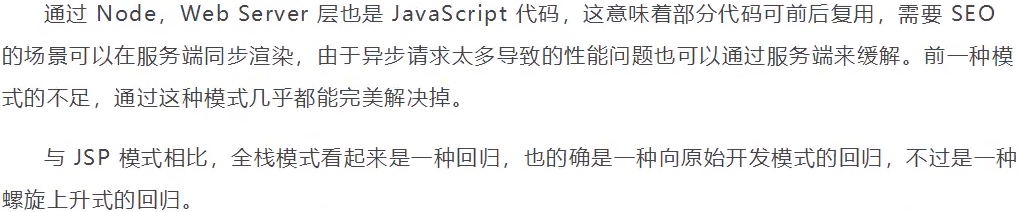 通过 Node，Web Server 层也是 JavaScript 代码，这意味着部分代码可前后复用，需要 SEO
的场景可以在服务端同步渲染，由于异步请求太多导致的性能问题也可以通过服务端来缓解。前一种模
式的不足，通过这种模式几乎都能完美解决掉。
与 JSP 模式相比，全栈模式看起来是一种回归，也的确是一种向原始开发模式的回归，不过是一种
螺旋上升式的回归。